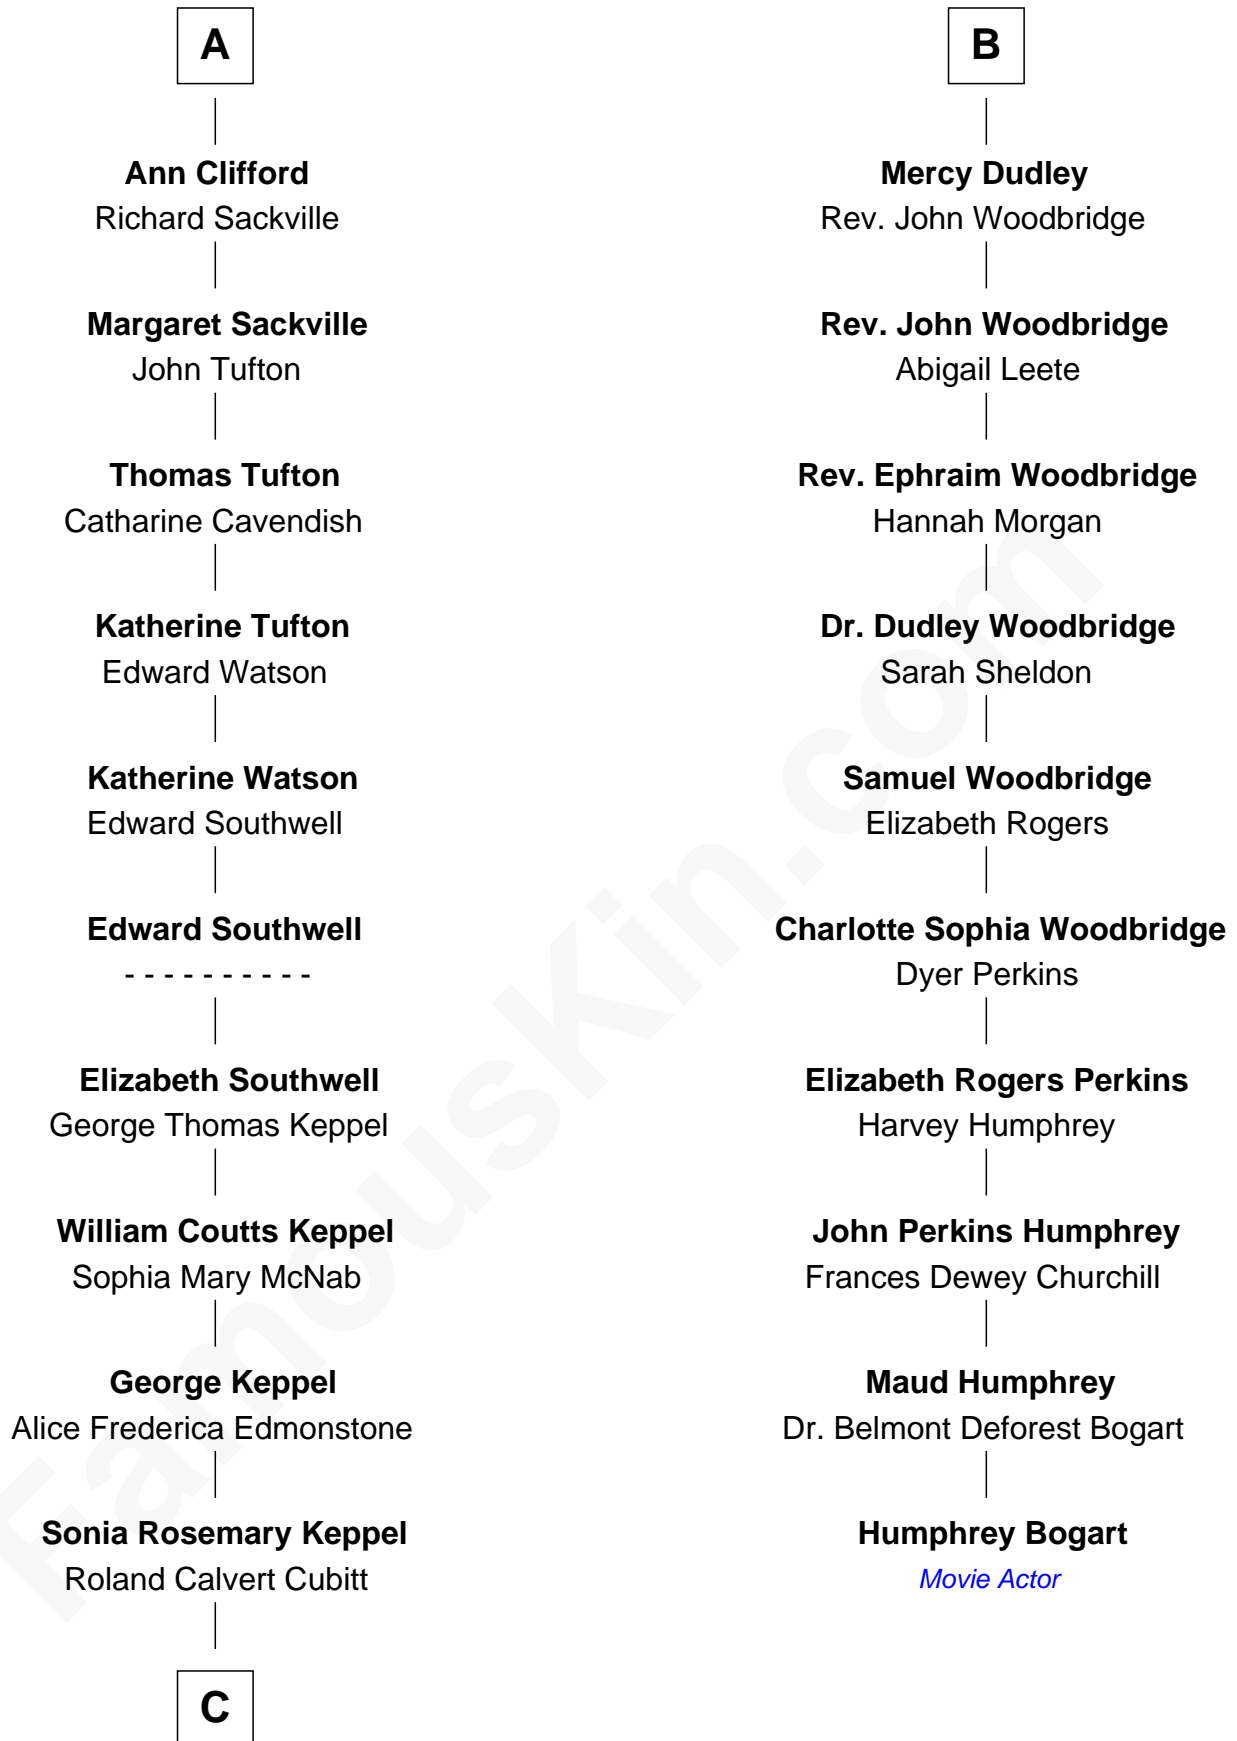 A
Ann Clifford
Richard Sackville
Margaret Sackville
John Tufton
Thomas Tufton
Catharine Cavendish
Katherine Tufton
Edward Watson
Katherine Watson
Edward Southwell
Edward Southwell
- - - - - - - - - -
Elizabeth Southwell
George Thomas Keppel
William Coutts Keppel
Sophia Mary McNab
George Keppel
Alice Frederica Edmonstone
Sonia Rosemary Keppel
Roland Calvert Cubitt
C
B
Mercy Dudley
Rev. John Woodbridge
Rev. John Woodbridge
Abigail Leete
Rev. Ephraim Woodbridge
Hannah Morgan
Dr. Dudley Woodbridge
Sarah Sheldon
Samuel Woodbridge
Elizabeth Rogers
Charlotte Sophia Woodbridge
Dyer Perkins
Elizabeth Rogers Perkins
Harvey Humphrey
John Perkins Humphrey
Frances Dewey Churchill
Maud Humphrey
Dr. Belmont Deforest Bogart
Humphrey Bogart
Movie Actor
FamousKin.com